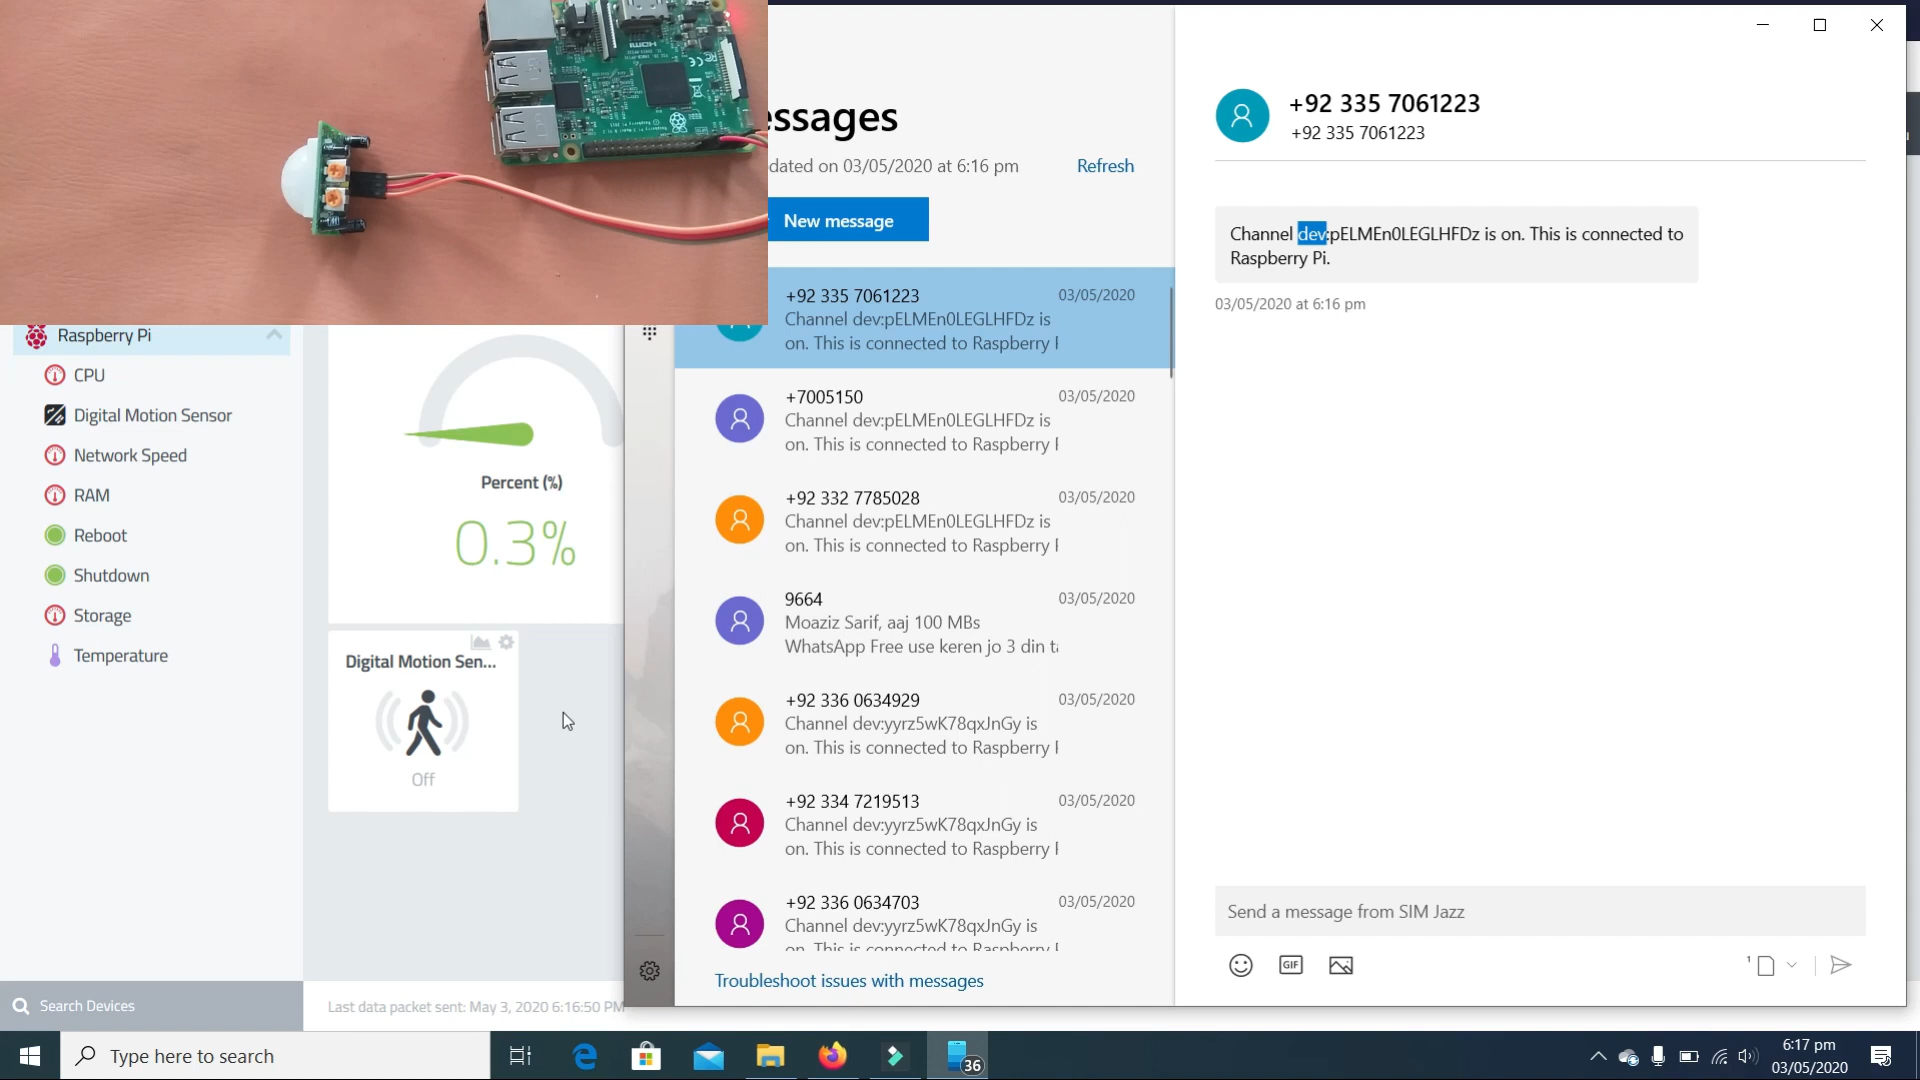 HDMI
essages
dated on 03/05/2020 at 6:16 pm
Refresh
New message
+92 335 7061223
03/05/2020
Channel dev:pELMEn0LEGLHFDz is
on. This is connected to Raspberry
+7005150
03/05/2020
Channel dev:pELMEn0LEGLHFDz is
on. This is connected to Raspberry
+92 332 7785028
03/05/2020
Channel dev:pELMEn0LEGLHFDz is
on. This is connected to Raspberry
9664
03/05/2020
Moaziz Sarif, aaj 100 MBs
WhatsApp Free use keren jo 3 din
+92 336 0634929
03/05/2020
Channel dev:yyrz5wK78qxJnGy is
on. This is connected to Raspberry
+92 334 7219513
03/05/2020
Channel dev:yyrz5wK78qxJnGy is
on. This is connected to Raspberry
+92 336 0634703
03/05/2020
Channel dev:yyrz5wK78qxJnGy is
on. This is connected to Raspberry
Troubleshoot issues with messages
+92 335 7061223
+92 335 7061223
Channel dev:pELMEn0LEGLHFDz is on. This is connected to
Raspberry Pi.
03/05/2020 at 6:16 pm
Send a message from SIM Jazz
GIF
1
Raspberry Pi
CPU
Digital Motion Sensor
Network Speed
RAM
Reboot
Shutdown
Storage
Temperature
Percent (%)
0.3%
Digital Motion Sen...
Off
Search Devices
Last data packet sent: May 3, 2020 6:16:50 PM
Type here to search
36
6:17 pm
03/05/2020